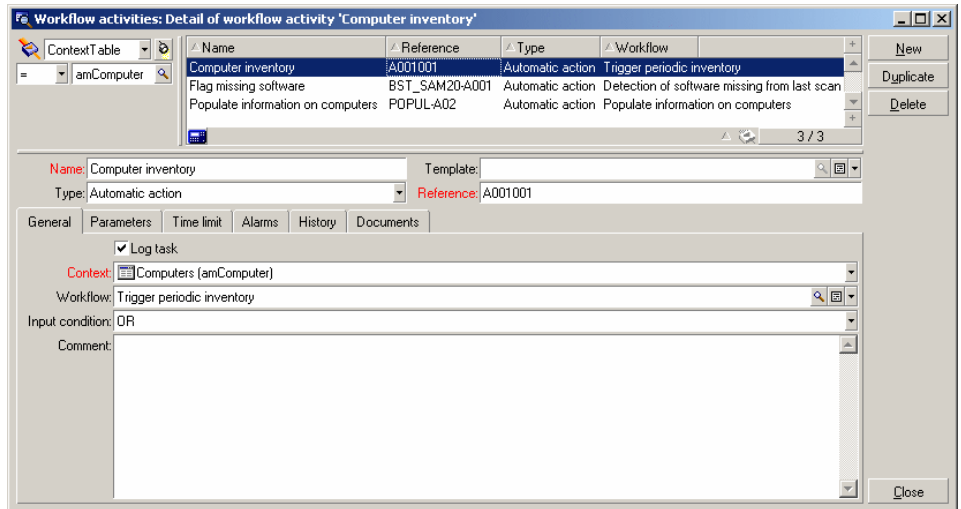 Workflow activities: Detail of workflow activity 'Computer inventory'
ContextTable
= amComputer
Name Reference Type Workflow
Computer inventory A001001 Automatic action Trigger periodic inventory
Flag missing software BST_SAM20-A001 Automatic action Detection of software missing from last scan
Populate information on computers POPUL-A02 Automatic action Populate information on computers
3 / 3
New
Duplicate
Delete
Name: Computer inventory Template:
Type: Automatic action Reference: A001001
General Parameters Time limit Alarms History Documents
Log task
Context: Computers (amComputer)
Workflow: Trigger periodic inventory
Input condition: OR
Comment:
Close